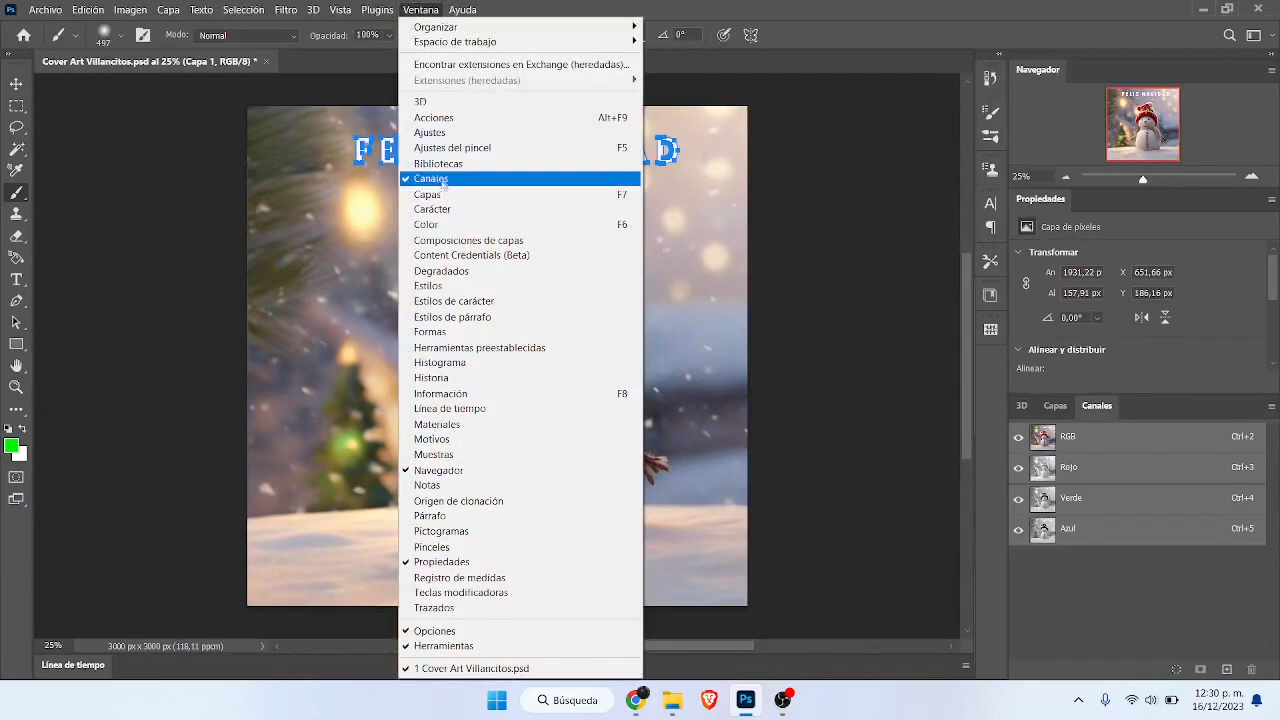 Ps Archivo Edición Imagen Capa Texto Selección Filtro 3D Vista Plugins Ventana Ayuda
497 Modo: Normal Opacidad: 100% 0°
Cover Art Villancitos.psd al 25% (Capa 1, RGB/8) * ×
Organizar
Espacio de trabajo
Encontrar extensiones en Exchange (heredadas)...
Extensiones (heredadas)
3D
Acciones Alt+F9
Ajustes
Ajustes del pincel F5
Bibliotecas
Canales
Capas F7
Carácter
Color F6
Composiciones de capas
Content Credentials (Beta)
Degradados
Estilos
Estilos de carácter
Estilos de párrafo
Formas
Herramientas preestablecidas
Histograma
Historia
Información F8
Línea de tiempo
Materiales
Motivos
Muestras
Navegador
Notas
Origen de clonación
Párrafo
Pictogramas
Pinceles
Propiedades
Registro de medidas
Teclas modificadoras
Trazados
Opciones
Herramientas
1 Cover Art Villancitos.psd
FE
AD
Navegador
FELIZ NAVIDAD
25%
Propiedades
Capa de píxeles
Transformar
An 1931,22 p X 651,66 px
Al 157,91 px Y 186,16 px
0,00°
Alinear y distribuir
Alinear:
3D Capas Canales
RGB Ctrl+2
Rojo Ctrl+3
Verde Ctrl+4
Azul Ctrl+5
25% 3000 px x 3000 px (118,11 ppcm)
Línea de tiempo
Búsqueda
Ps
12:30 p. m.
16/12/2023